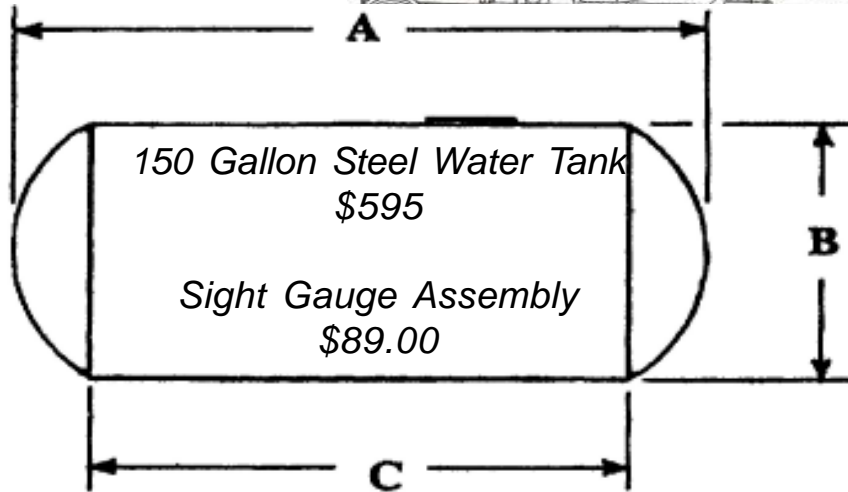 A
150 Gallon Steel Water Tank
$595
B
Sight Gauge Assembly
$89.00
C